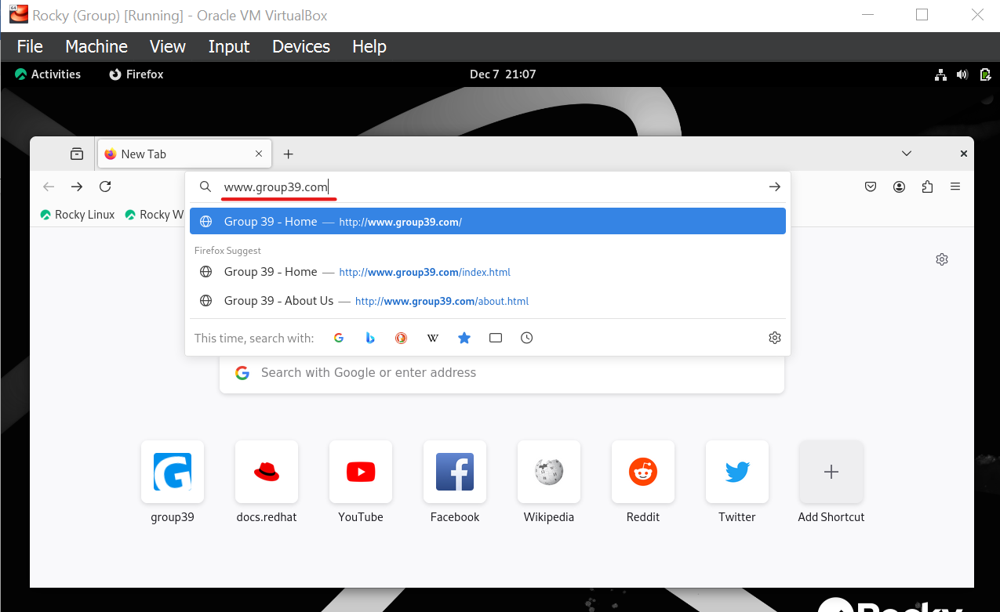 Rocky (Group) [Running] - Oracle VM VirtualBox
File Machine View Input Devices Help
Activities Firefox Dec 7 21:07
New Tab
www.group39.com
Rocky Linux Rocky W
Group 39 - Home — http://www.group39.com/
Firefox Suggest
Group 39 - Home — http://www.group39.com/index.html
Group 39 - About Us — http://www.group39.com/about.html
This time, search with:
Search with Google or enter address
group39 docs.redhat YouTube Facebook Wikipedia Reddit Twitter Add Shortcut
Rocky